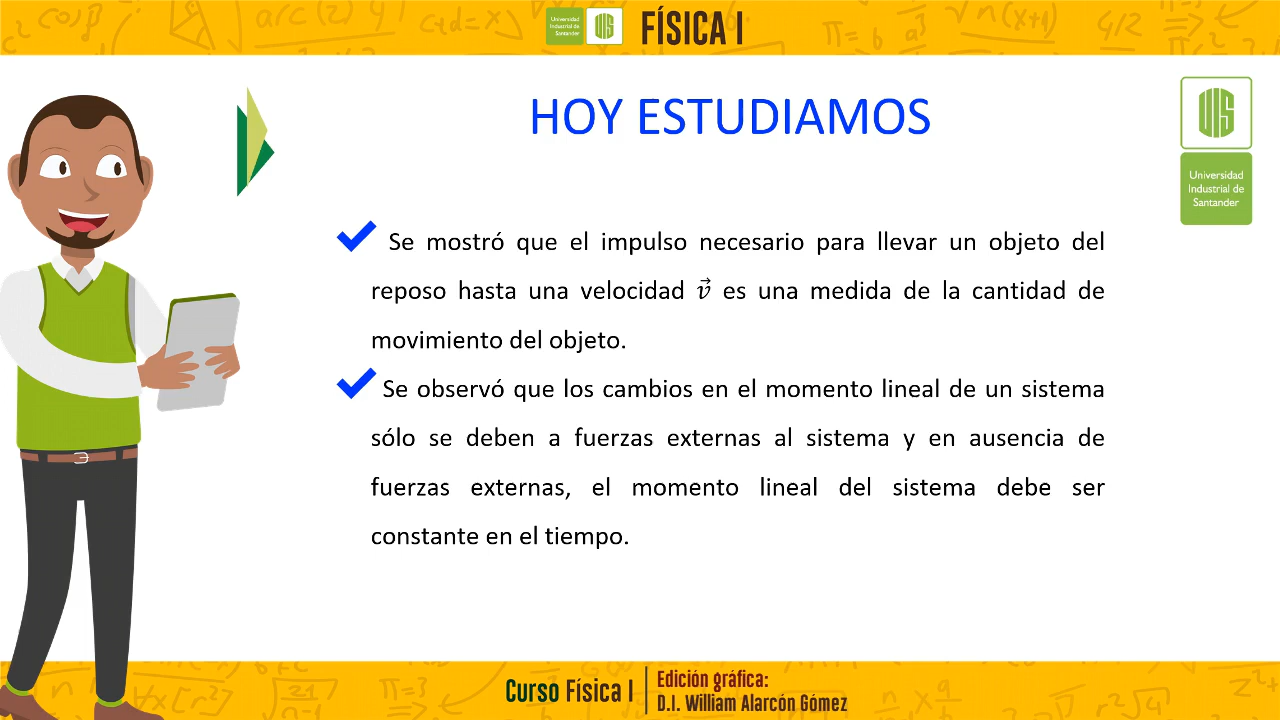 Universidad
Industrial de
Santander
UIS
FÍSICA I
HOY ESTUDIAMOS
UIS
Universidad
Industrial de
Santander
Se mostró que el impulso necesario para llevar un objeto del
reposo hasta una velocidad v⃗ es una medida de la cantidad de
movimiento del objeto.
Se observó que los cambios en el momento lineal de un sistema
sólo se deben a fuerzas externas al sistema y en ausencia de
fuerzas externas, el momento lineal del sistema debe ser
constante en el tiempo.
Curso Física I
Edición gráfica:
D.I. William Alarcón Gómez